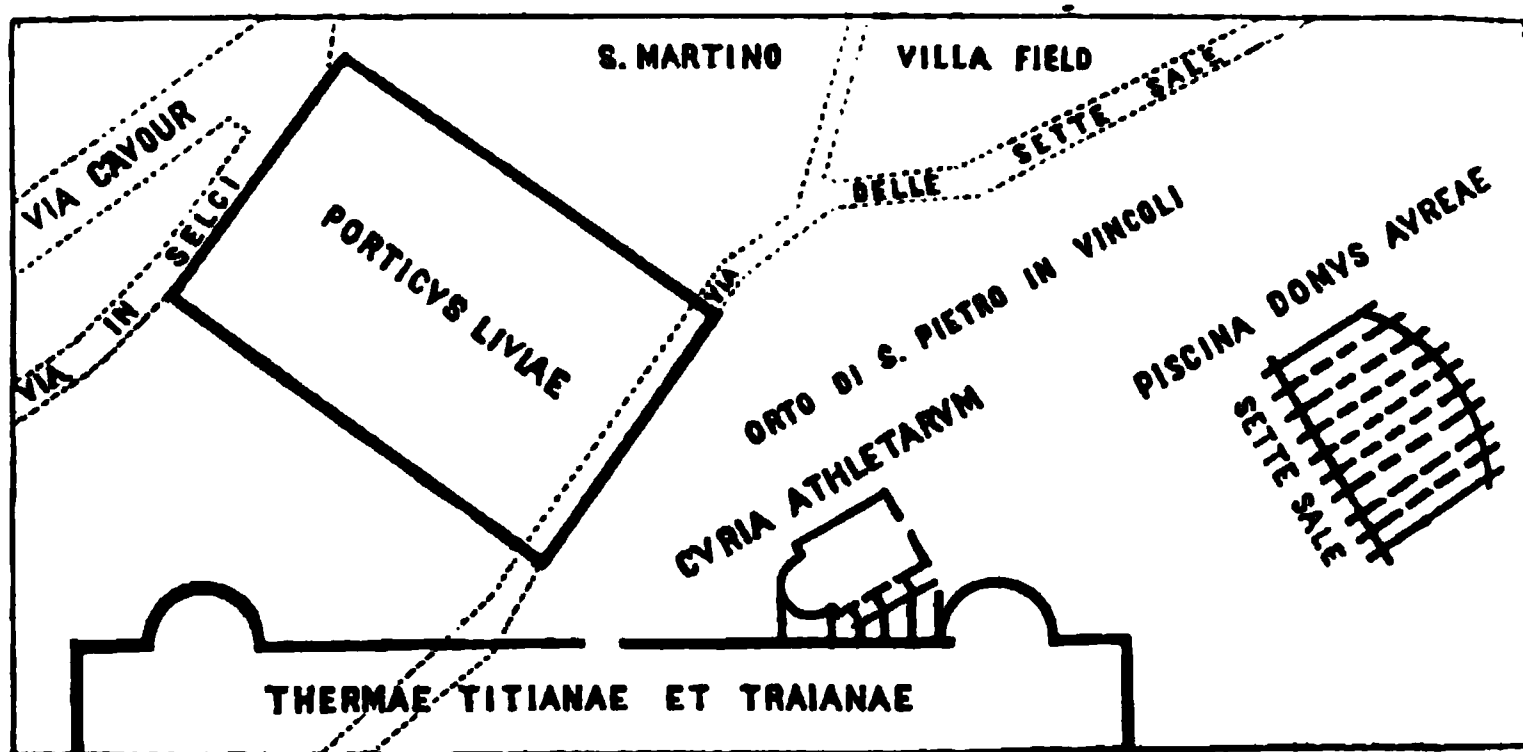 S. MARTINO
VILLA FIELD
VIA CAVOUR
VIA IN SELCI
PORTICVS LIVIAE
VIA DELLE SETTE SALE
ORTO DI S. PIETRO IN VINCOLI
PISCINA DOMVS AVREAE
SETTE SALE
CVRIA ATHLETARVM
THERMAE TITIANAE ET TRAIANAE